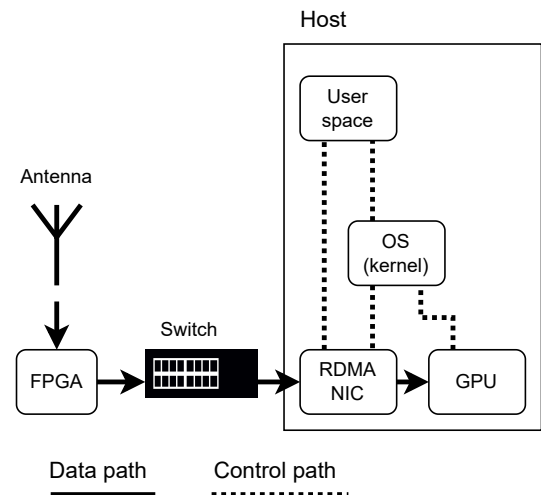 Host
User
space
Antenna
OS
(kernel)
Switch
FPGA
RDMA
NIC
GPU
Data path
Control path